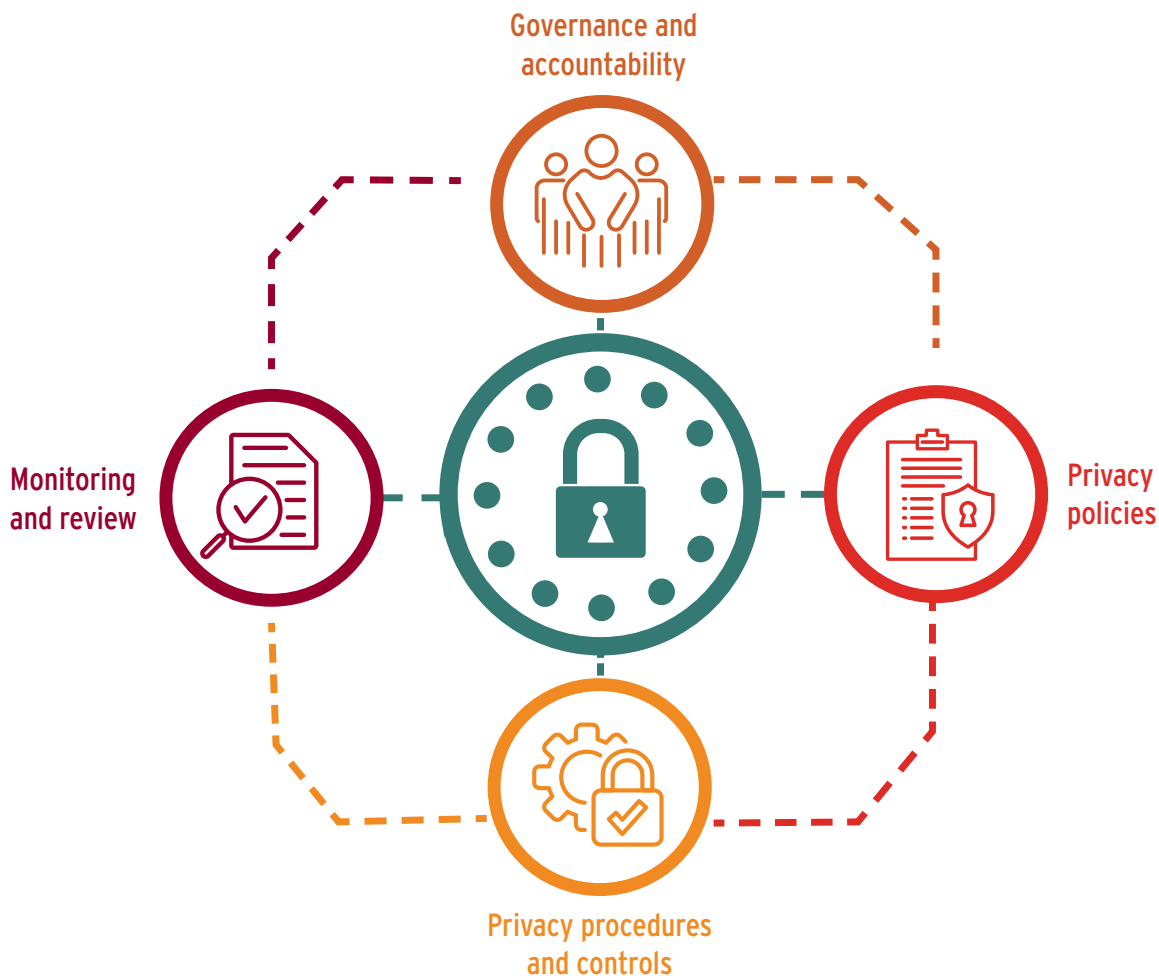 Governance and
accountability
Monitoring
and review
Privacy
policies
Privacy procedures
and controls